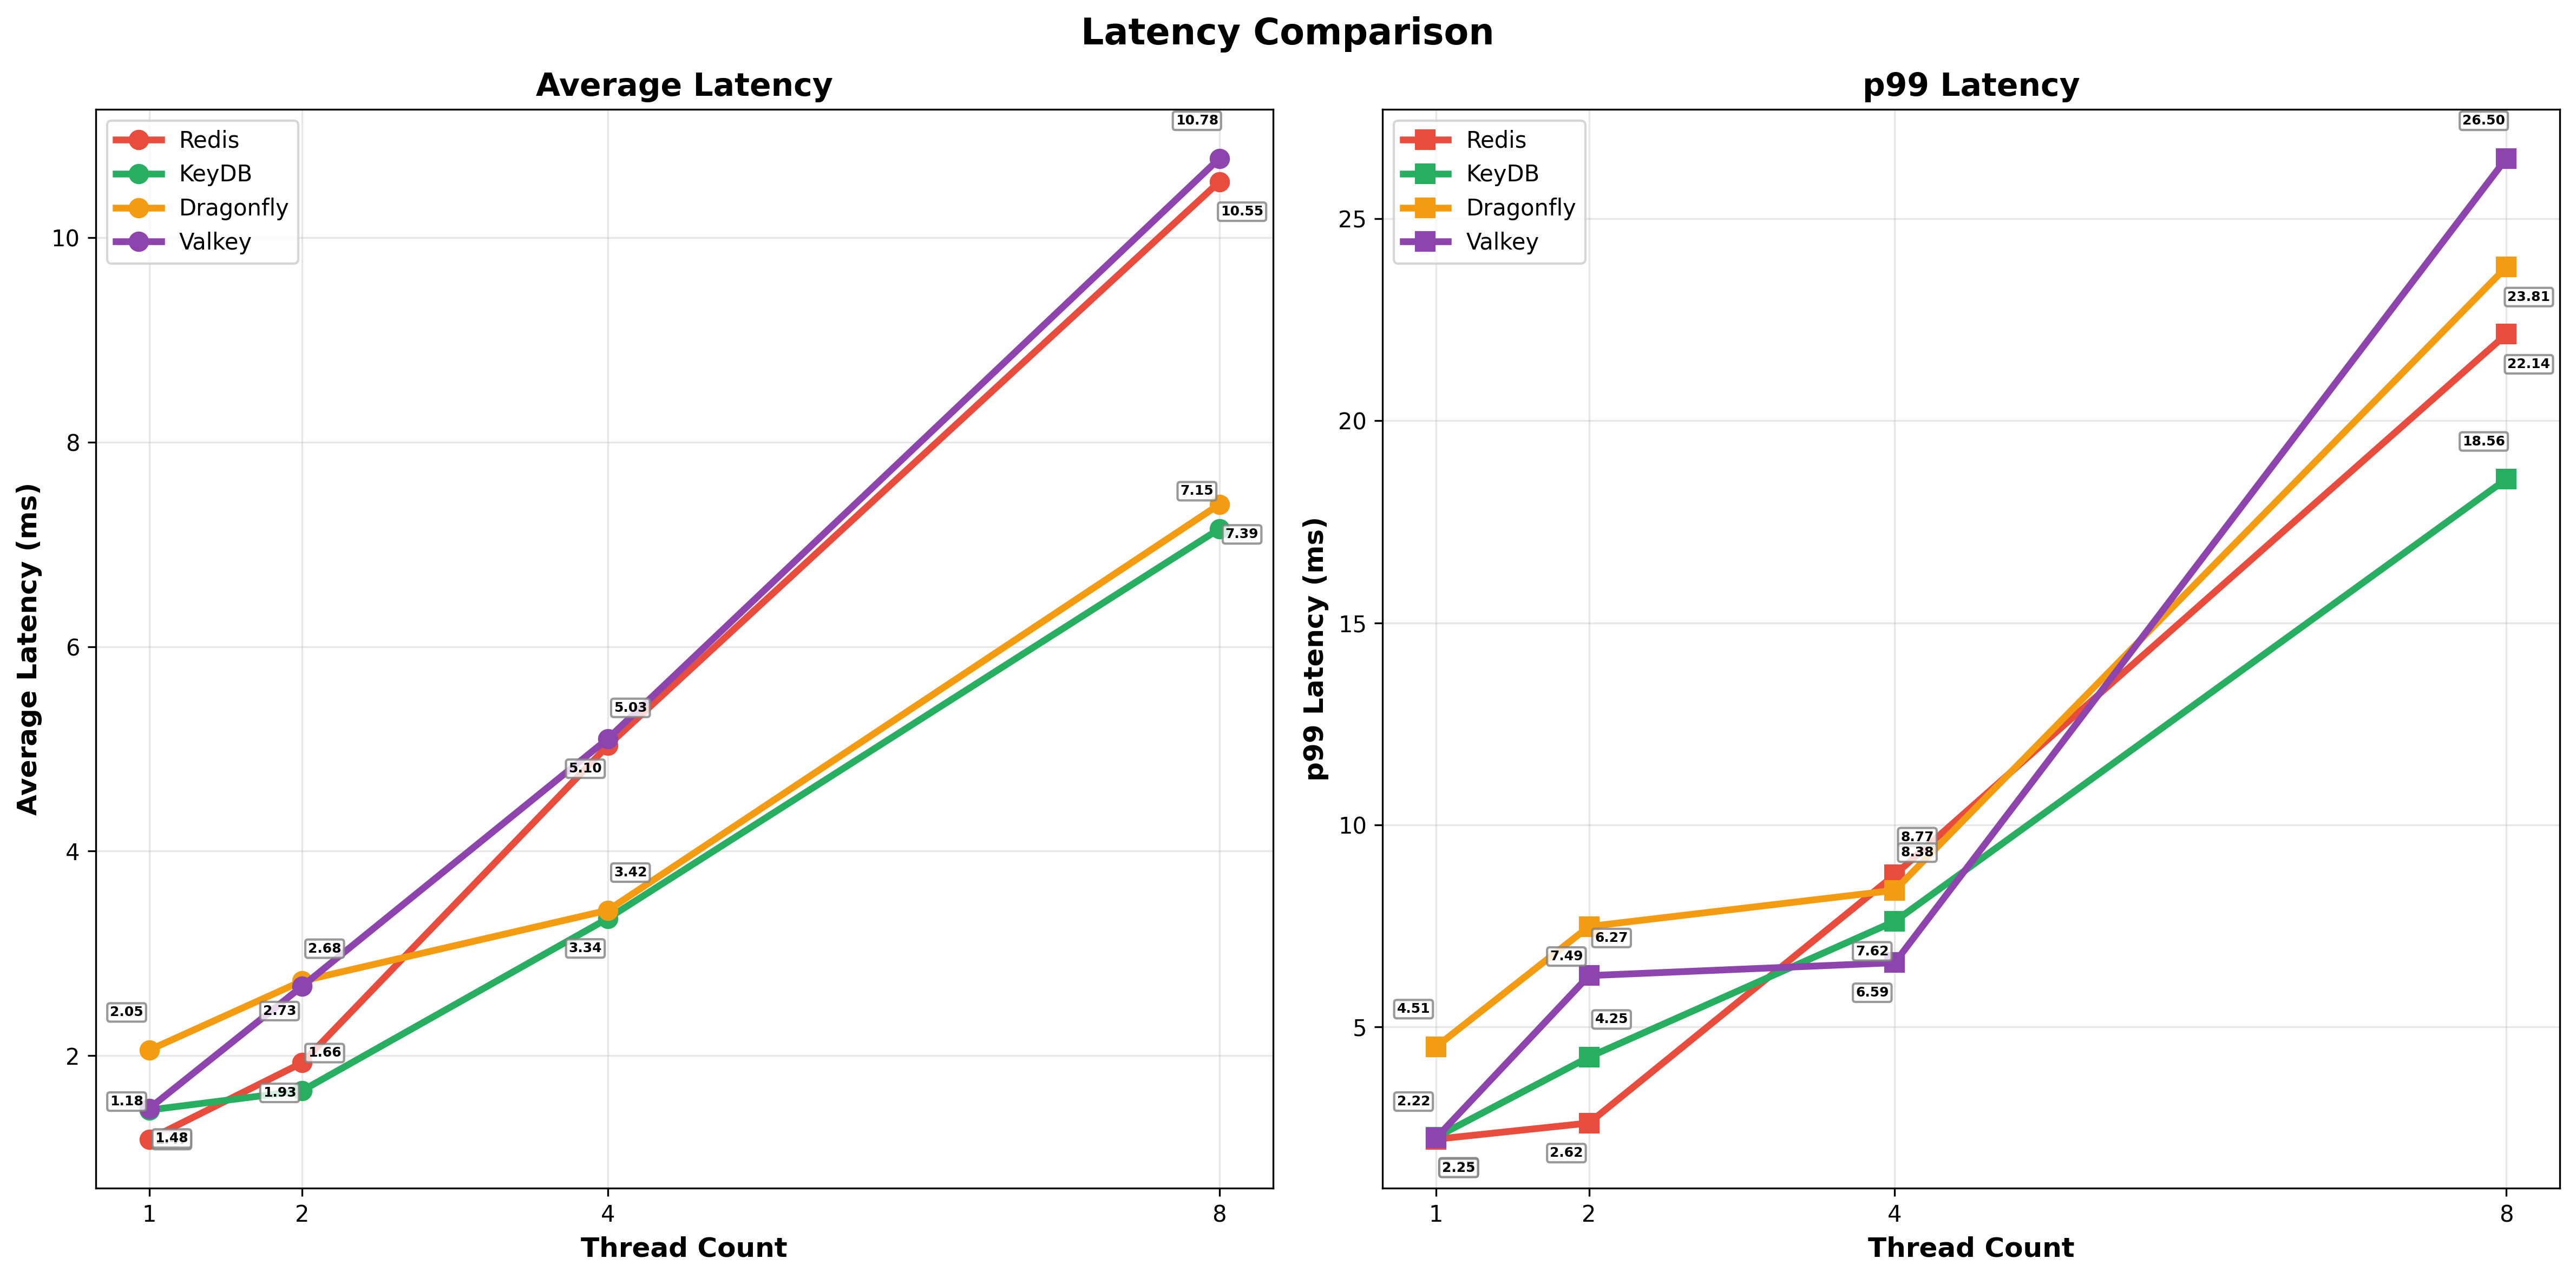 Latency Comparison
Average Latency
Redis
KeyDB
Dragonfly
Valkey
10.78
10.55
7.15
7.39
5.03
5.10
3.42
3.34
2.68
2.73
2.05
1.66
1.93
1.18
1.48
10
8
6
4
2
Average Latency (ms)
1 2 4 8
Thread Count
p99 Latency
Redis
KeyDB
Dragonfly
Valkey
26.50
23.81
22.14
18.56
8.77
8.38
7.62
6.59
6.27
7.49
4.25
4.51
2.22
2.62
2.25
25
20
15
10
5
p99 Latency (ms)
1 2 4 8
Thread Count